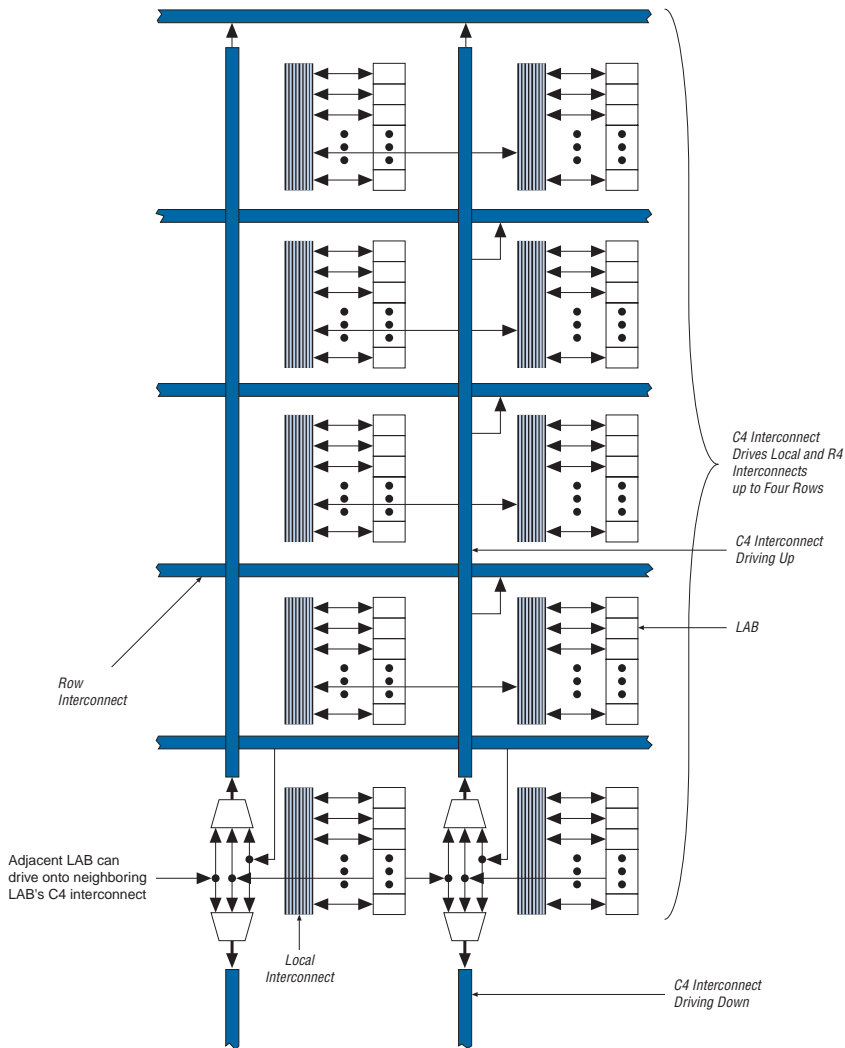 C4 Interconnect
Drives Local and R4
Interconnects
up to Four Rows
C4 Interconnect
Driving Up
LAB
Row
Interconnect
Adjacent LAB can
drive onto neighboring
LAB's C4 interconnect
Local
Interconnect
C4 Interconnect
Driving Down